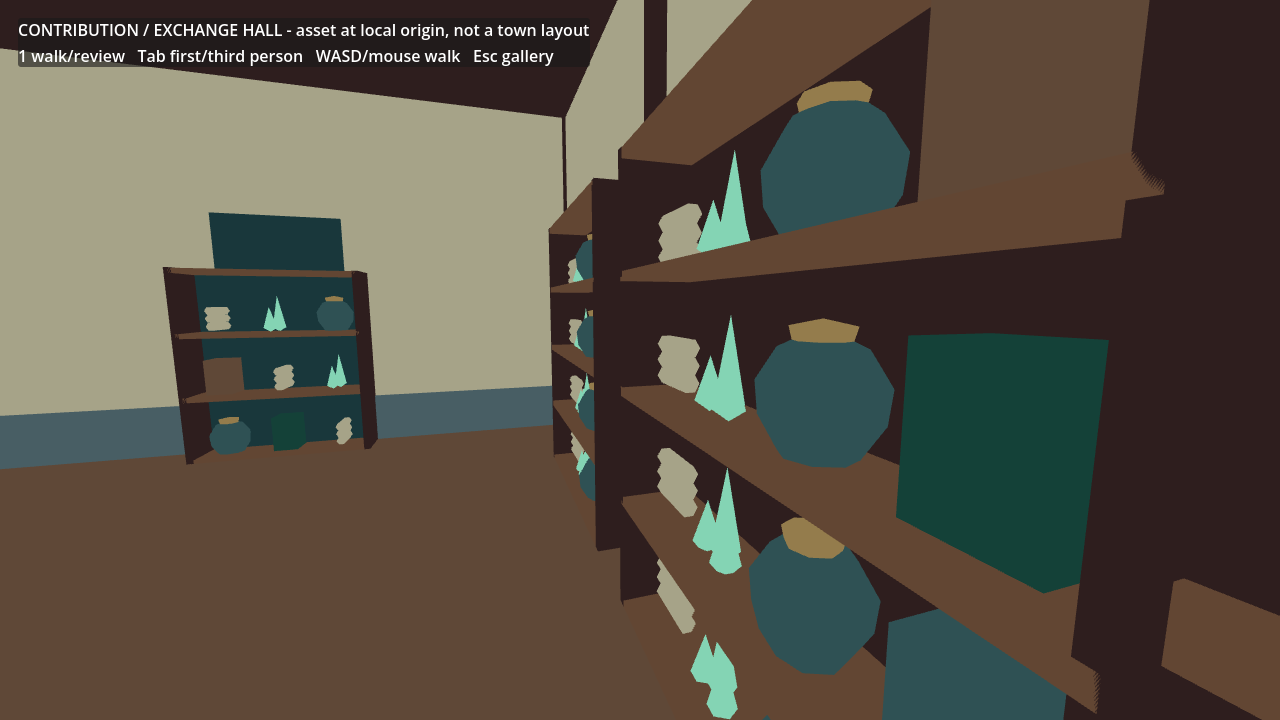 CONTRIBUTION / EXCHANGE HALL - asset at local origin, not a town layout
1 walk/review   Tab first/third person   WASD/mouse walk   Esc gallery